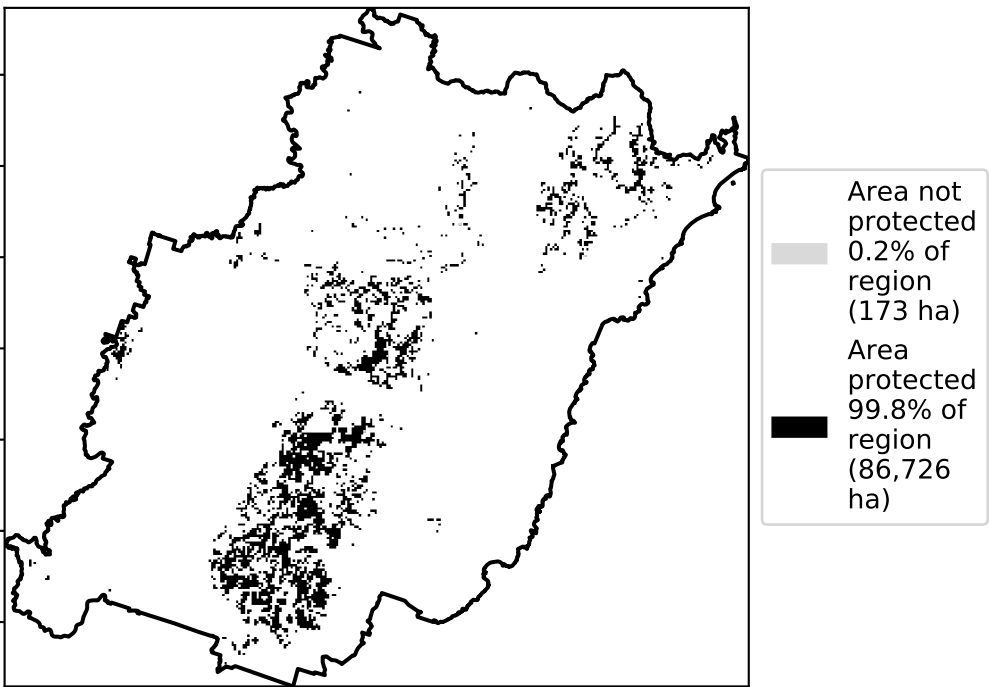 Area not
protected
0.2% of
region
(173 ha)
Area
protected
99.8% of
region
(86,726
ha)